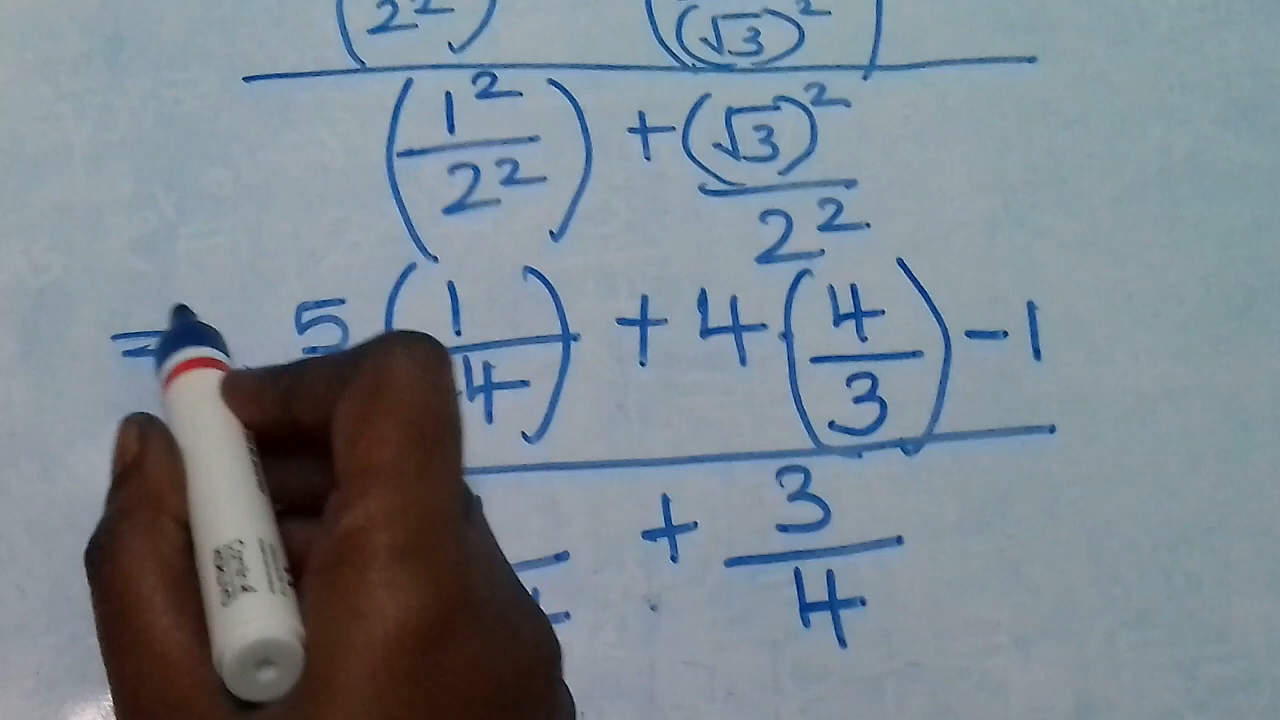 (2²) ((√3)²)
(1²/2²) + (√3)²/2²
= 5(1/4) + 4(4/3) - 1
+ 3/4